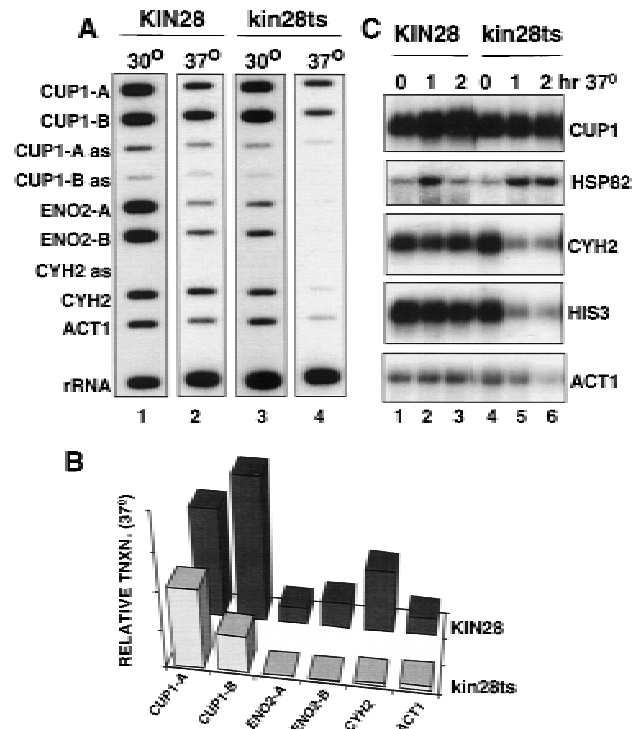 A
KIN28 kin28ts
30° 37° 30° 37°
CUP1-A
CUP1-B
CUP1-A as
CUP1-B as
ENO2-A
ENO2-B
CYH2 as
CYH2
ACT1
rRNA
1 2 3 4
C
KIN28 kin28ts
0 1 2 0 1 2 hr 37°
CUP1
HSP82
CYH2
HIS3
ACT1
1 2 3 4 5 6
B
RELATIVE TNXN. (37°)
KIN28
kin28ts
CUP1-A
CUP1-B
ENO2-A
ENO2-B
CYH2
ACT1